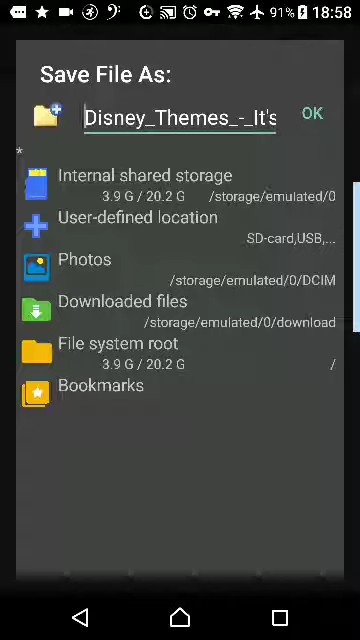 91% 18:58
Save File As:
Disney_Themes_-_It's OK
*
Internal shared storage
3.9 G / 20.2 G /storage/emulated/0
User-defined location
SD-card,USB,...
Photos
/storage/emulated/0/DCIM
Downloaded files
/storage/emulated/0/download
File system root
3.9 G / 20.2 G /
Bookmarks